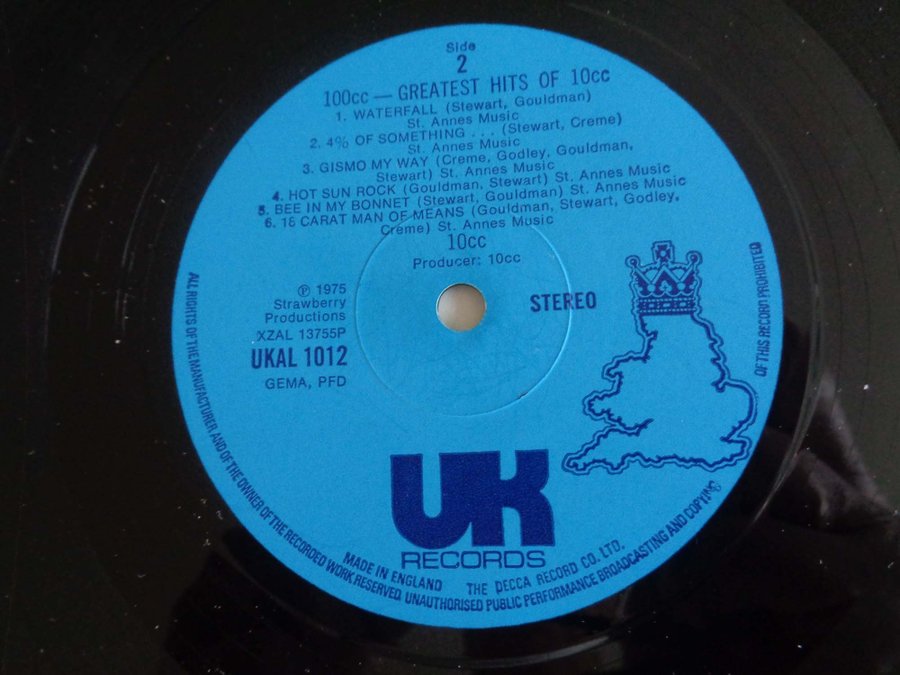 Side
2
100cc — GREATEST HITS OF 10cc
1. WATERFALL (Stewart, Gouldman)
St. Annes Music
2. 4% OF SOMETHING . . . (Stewart, Creme)
St. Annes Music
3. GISMO MY WAY (Creme, Godley, Gouldman,
Stewart) St. Annes Music
4. HOT SUN ROCK (Gouldman, Stewart) St. Annes Music
5. BEE IN MY BONNET (Stewart, Gouldman) St. Annes Music
6. 18 CARAT MAN OF MEANS (Gouldman, Stewart, Godley,
Creme) St. Annes Music
10cc
Producer: 10cc
℗ 1975
Strawberry
Productions
XZAL 13755P
UKAL 1012
GEMA, PFD
STEREO
UK
RECORDS
MADE IN ENGLAND THE DECCA RECORD CO. LTD.
ALL RIGHTS OF THE MANUFACTURER AND OF THE OWNER OF THE RECORDED WORK RESERVED. UNAUTHORISED PUBLIC PERFORMANCE BROADCASTING AND COPYING OF THIS RECORD PROHIBITED